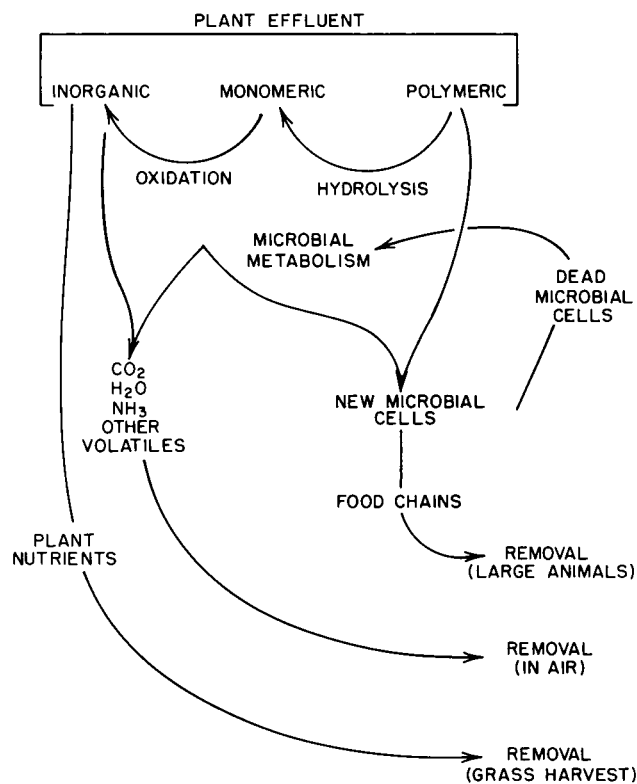 PLANT EFFLUENT
INORGANIC
MONOMERIC
POLYMERIC
OXIDATION
HYDROLYSIS
MICROBIAL
METABOLISM
DEAD
MICROBIAL
CELLS
CO₂
H₂O
NH₃
OTHER
VOLATILES
NEW MICROBIAL
CELLS
FOOD CHAINS
PLANT
NUTRIENTS
REMOVAL
(LARGE ANIMALS)
REMOVAL
(IN AIR)
REMOVAL
(GRASS HARVEST)